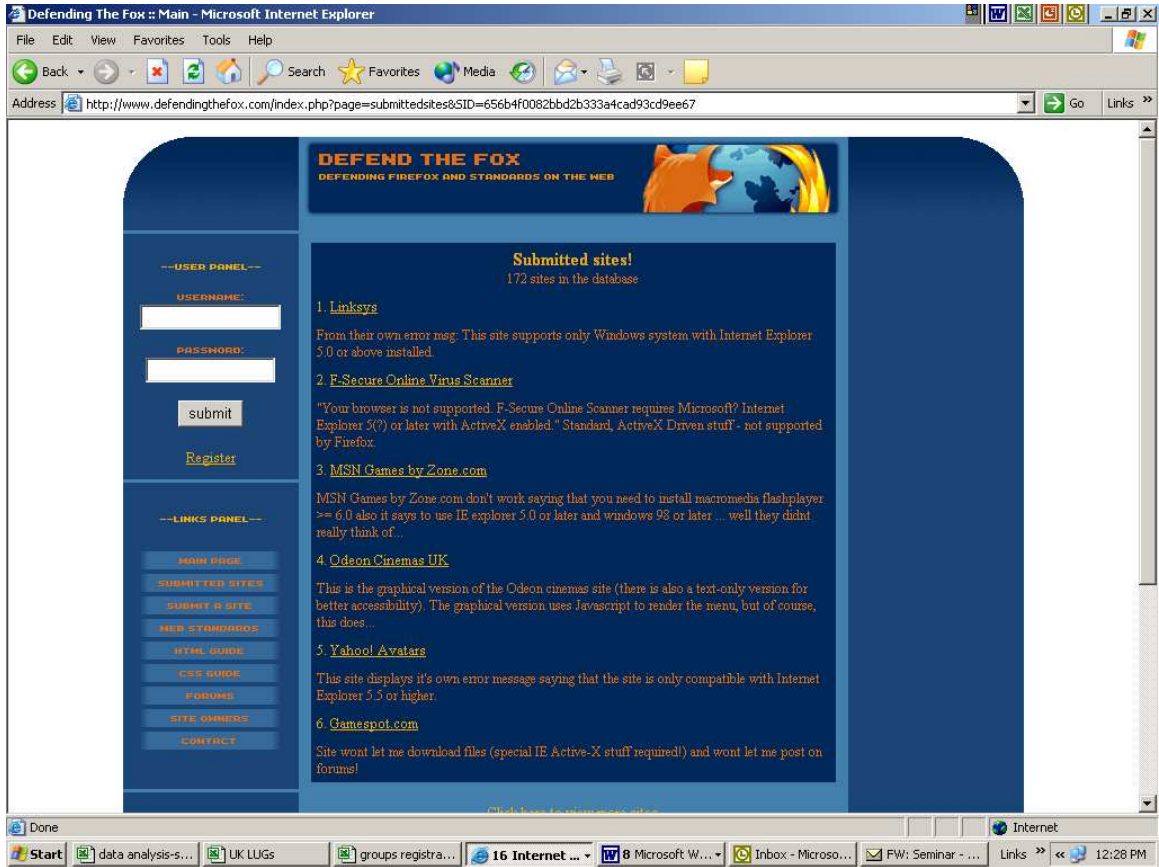 Defending The Fox :: Main - Microsoft Internet Explorer
File Edit View Favorites Tools Help
Back Search Favorites Media
Address http://www.defendingthefox.com/index.php?page=submittedsites&SID=656b4f0082bbd2b333a4cad93cd9ee67 Go Links »
DEFEND THE FOX
DEFENDING FIREFOX AND STANDARDS ON THE WEB
--USER PANEL--
USERNAME:
PASSWORD:
submit
Register
--LINKS PANEL--
MAIN PAGE
SUBMITTED SITES
SUBMIT A SITE
WEB STANDARDS
HTML GUIDE
CSS GUIDE
FORUMS
SITE OWNERS
CONTACT
Submitted sites!
172 sites in the database
1. Linksys
From their own error msg: This site supports only Windows system with Internet Explorer
5.0 or above installed.
2. F-Secure Online Virus Scanner
"Your browser is not supported. F-Secure Online Scanner requires Microsoft? Internet
Explorer 5(?) or later with ActiveX enabled." Standard, ActiveX Driven stuff - not supported
by Firefox.
3. MSN Games by Zone.com
MSN Games by Zone.com don't work saying that you need to install macromedia flashplayer
>= 6.0 also it says to use IE explorer 5.0 or later and windows 98 or later ... well they didnt
really think of...
4. Odeon Cinemas UK
This is the graphical version of the Odeon cinemas site (there is also a text-only version for
better accessibility). The graphical version uses Javascript to render the menu, but of course,
this does...
5. Yahoo! Avatars
This site displays it's own error message saying that the site is only compatible with Internet
Explorer 5.5 or higher.
6. Gamespot.com
Site wont let me download files (special IE Active-X stuff required!) and wont let me post on
forums!
Click here to view more sites
Done Internet
Start data analysis-s... UK LUGs groups registra... 16 Internet ... 8 Microsoft W... Inbox - Microso... FW: Seminar - ... Links » « 12:28 PM